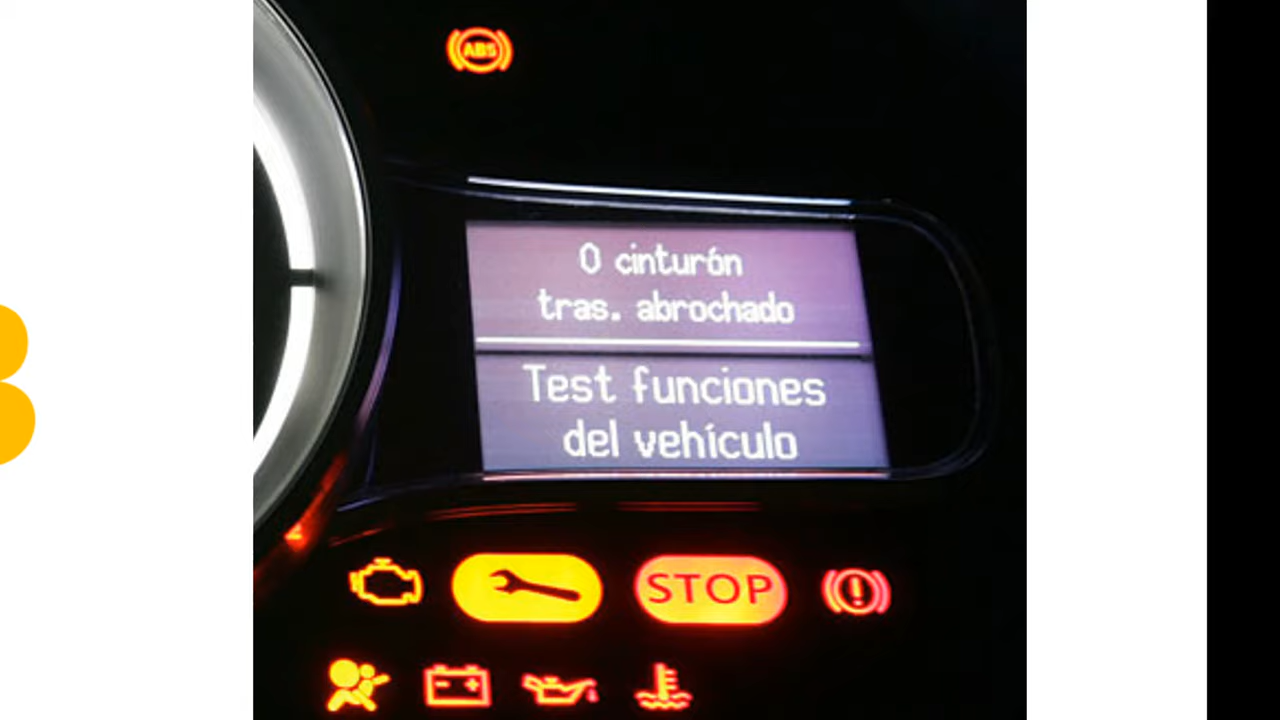 ABS
0 cinturón
tras. abrochado
Test funciones
del vehículo
STOP